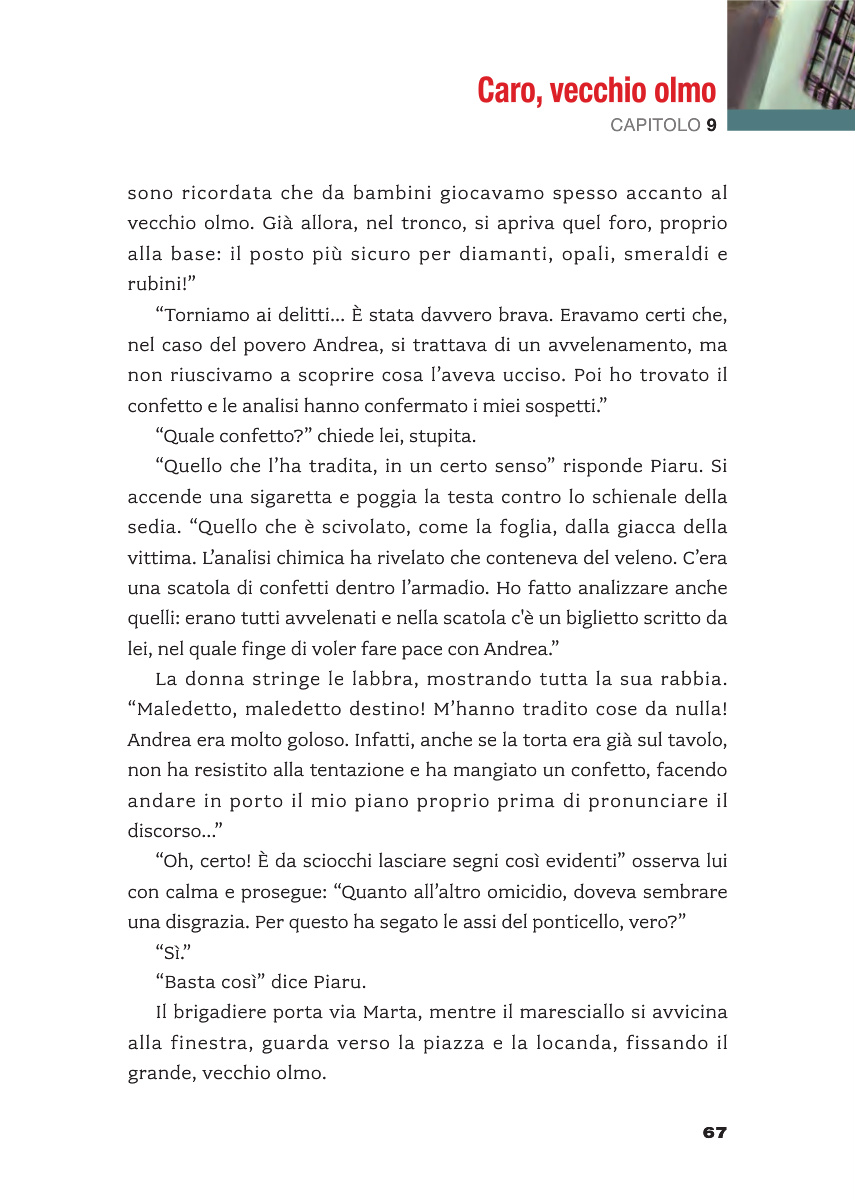 Caro, vecchio olmo
CAPITOLO 9
sono ricordata che da bambini giocavamo spesso accanto al
vecchio olmo. Già allora, nel tronco, si apriva quel foro, proprio
alla base: il posto più sicuro per diamanti, opali, smeraldi e
rubini!”
“Torniamo ai delitti... È stata davvero brava. Eravamo certi che,
nel caso del povero Andrea, si trattava di un avvelenamento, ma
non riuscivamo a scoprire cosa l’aveva ucciso. Poi ho trovato il
confetto e le analisi hanno confermato i miei sospetti.”
“Quale confetto?” chiede lei, stupita.
“Quello che l’ha tradita, in un certo senso” risponde Piaru. Si
accende una sigaretta e poggia la testa contro lo schienale della
sedia. “Quello che è scivolato, come la foglia, dalla giacca della
vittima. L’analisi chimica ha rivelato che conteneva del veleno. C’era
una scatola di confetti dentro l’armadio. Ho fatto analizzare anche
quelli: erano tutti avvelenati e nella scatola c'è un biglietto scritto da
lei, nel quale finge di voler fare pace con Andrea.”
La donna stringe le labbra, mostrando tutta la sua rabbia.
“Maledetto, maledetto destino! M’hanno tradito cose da nulla!
Andrea era molto goloso. Infatti, anche se la torta era già sul tavolo,
non ha resistito alla tentazione e ha mangiato un confetto, facendo
andare in porto il mio piano proprio prima di pronunciare il
discorso...”
“Oh, certo! È da sciocchi lasciare segni così evidenti” osserva lui
con calma e prosegue: “Quanto all’altro omicidio, doveva sembrare
una disgrazia. Per questo ha segato le assi del ponticello, vero?”
“Sì.”
“Basta così” dice Piaru.
Il brigadiere porta via Marta, mentre il maresciallo si avvicina
alla finestra, guarda verso la piazza e la locanda, fissando il
grande, vecchio olmo.
67